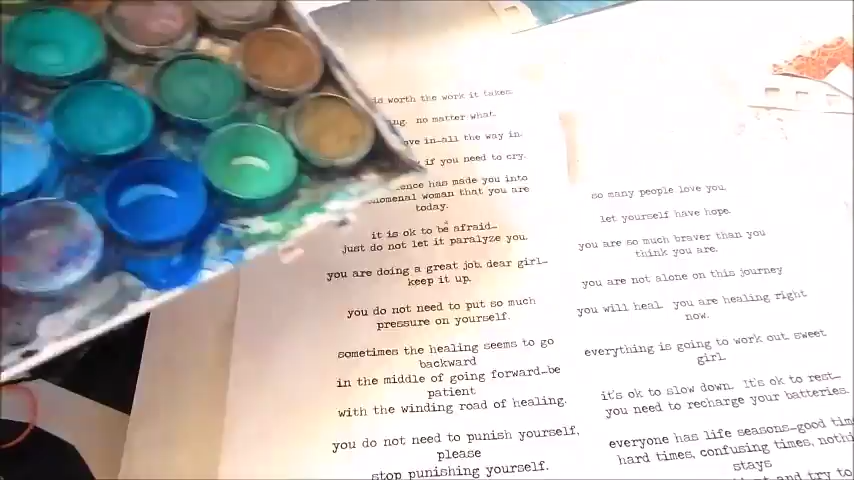 worth the work it takes.
no matter what.
in-all the way in.
if you need to cry.
has made you into
woman that you are
today.
it is ok to be afraid-
just do not let it paralyze you.
you are doing a great job, dear girl-
keep it up.
you do not need to put so much
pressure on yourself.
sometimes the healing seems to go
backward
in the middle of going forward-be
patient
with the winding road of healing.
you do not need to punish yourself,
please
stop punishing yourself.
so many people love you.
let yourself have hope.
you are so much braver than you
think you are.
you are not alone on this journey
you will heal. you are healing right
now.
everything is going to work out, sweet
girl.
it's ok to slow down. It's ok to rest-
you need to recharge your batteries.
everyone has life seasons-good
hard times, confusing times,
stays
and try to